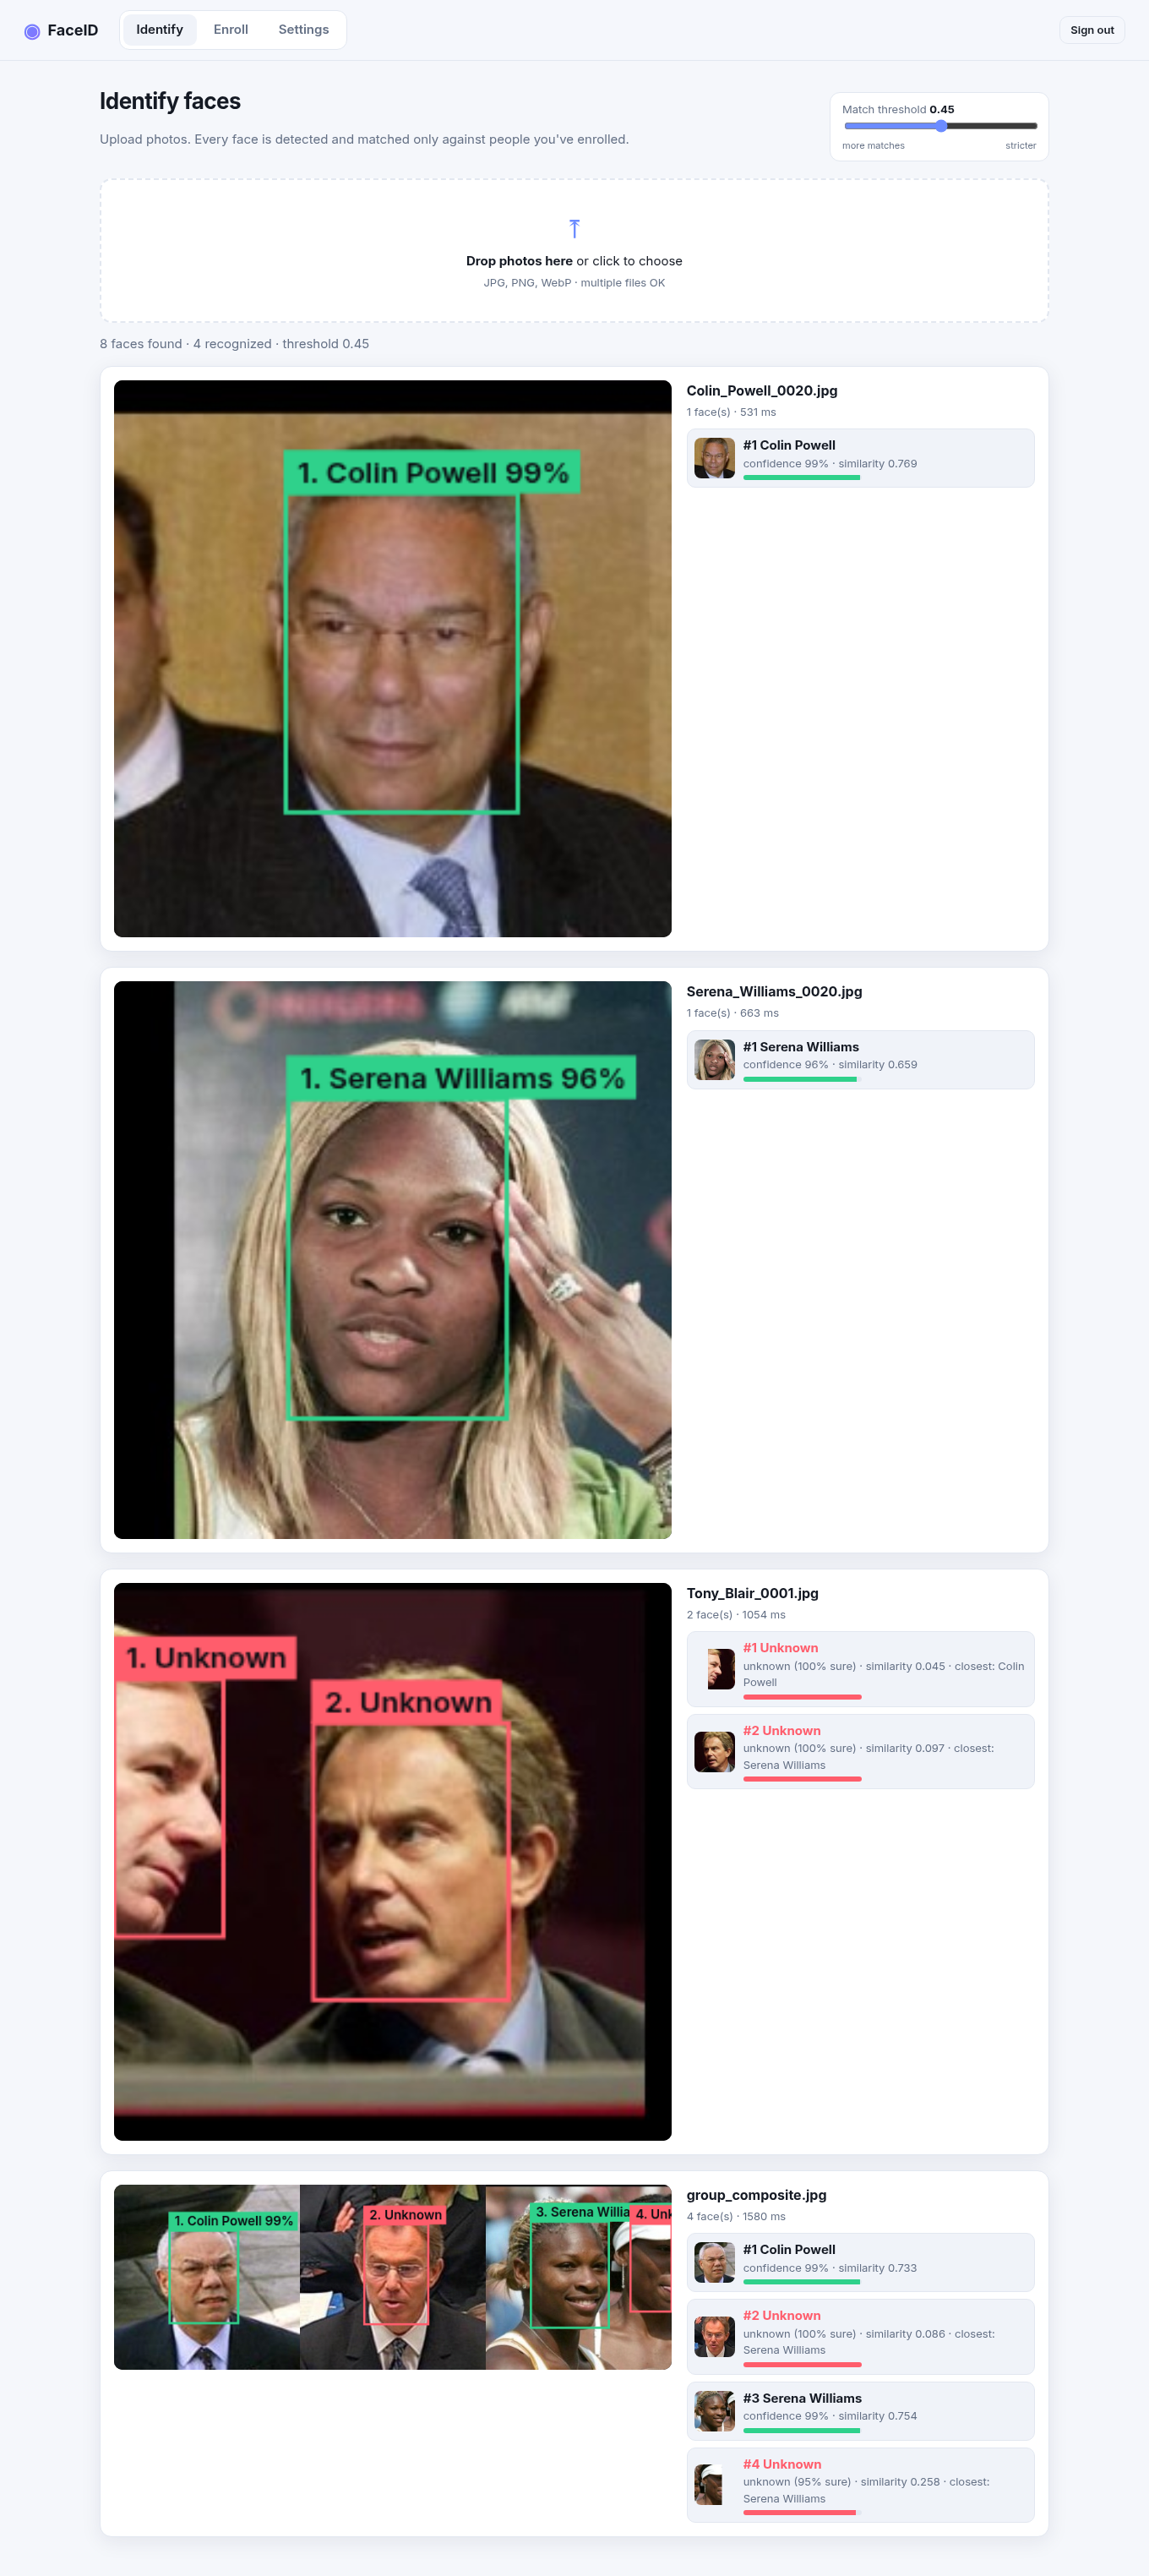 FaceID
Identify
Enroll
Settings
Sign out
Identify faces
Upload photos. Every face is detected and matched only against people you've enrolled.
Match threshold 0.45
more matches
stricter
Drop photos here or click to choose
JPG, PNG, WebP · multiple files OK
8 faces found · 4 recognized · threshold 0.45
1. Colin Powell 99%
Colin_Powell_0020.jpg
1 face(s) · 531 ms
#1 Colin Powell
confidence 99% · similarity 0.769
1. Serena Williams 96%
Serena_Williams_0020.jpg
1 face(s) · 663 ms
#1 Serena Williams
confidence 96% · similarity 0.659
1. Unknown
2. Unknown
Tony_Blair_0001.jpg
2 face(s) · 1054 ms
#1 Unknown
unknown (100% sure) · similarity 0.045 · closest: Colin
Powell
#2 Unknown
unknown (100% sure) · similarity 0.097 · closest:
Serena Williams
1. Colin Powell 99%
2. Unknown
3. Serena Willia
4. Unk
group_composite.jpg
4 face(s) · 1580 ms
#1 Colin Powell
confidence 99% · similarity 0.733
#2 Unknown
unknown (100% sure) · similarity 0.086 · closest:
Serena Williams
#3 Serena Williams
confidence 99% · similarity 0.754
#4 Unknown
unknown (95% sure) · similarity 0.258 · closest:
Serena Williams